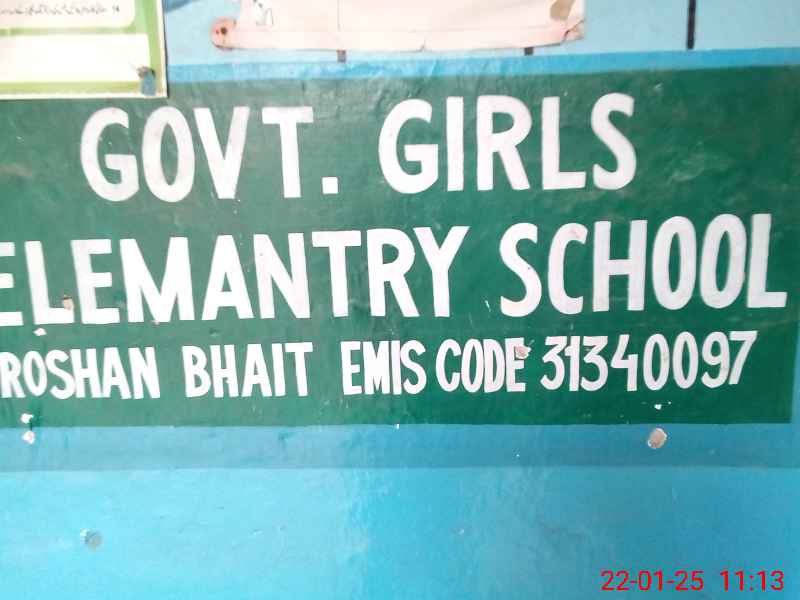 GOVT. GIRLS
ELEMANTRY SCHOOL
ROSHAN BHAIT EMIS CODE 31340097
22-01-25 11:13